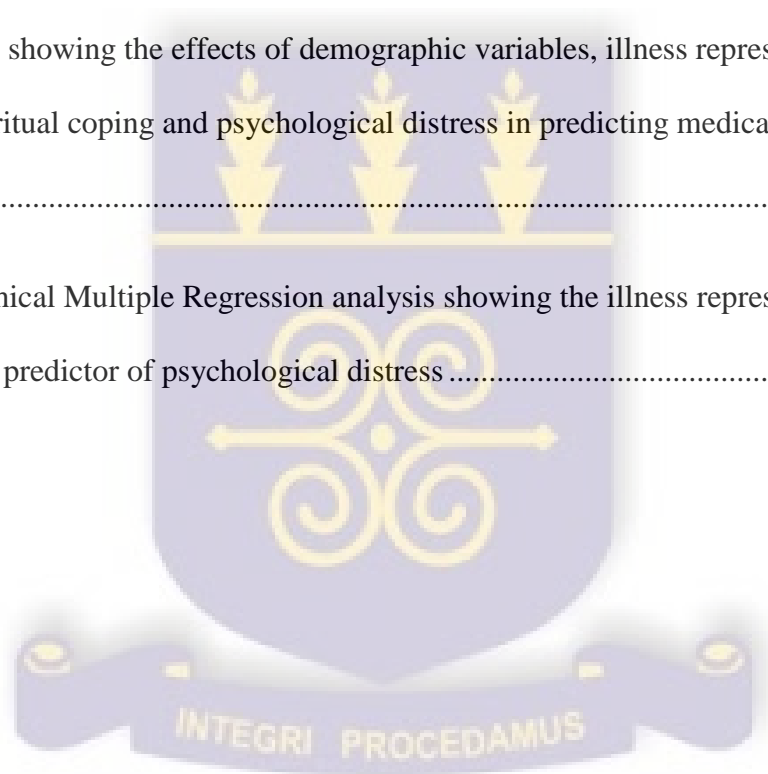 showing the effects of demographic variables, illness repres
ritual coping and psychological distress in predicting medica
...........................................................................................................
nical Multiple Regression analysis showing the illness repres
predictor of psychological distress ............................................
INTEGRI PROCEDAMUS